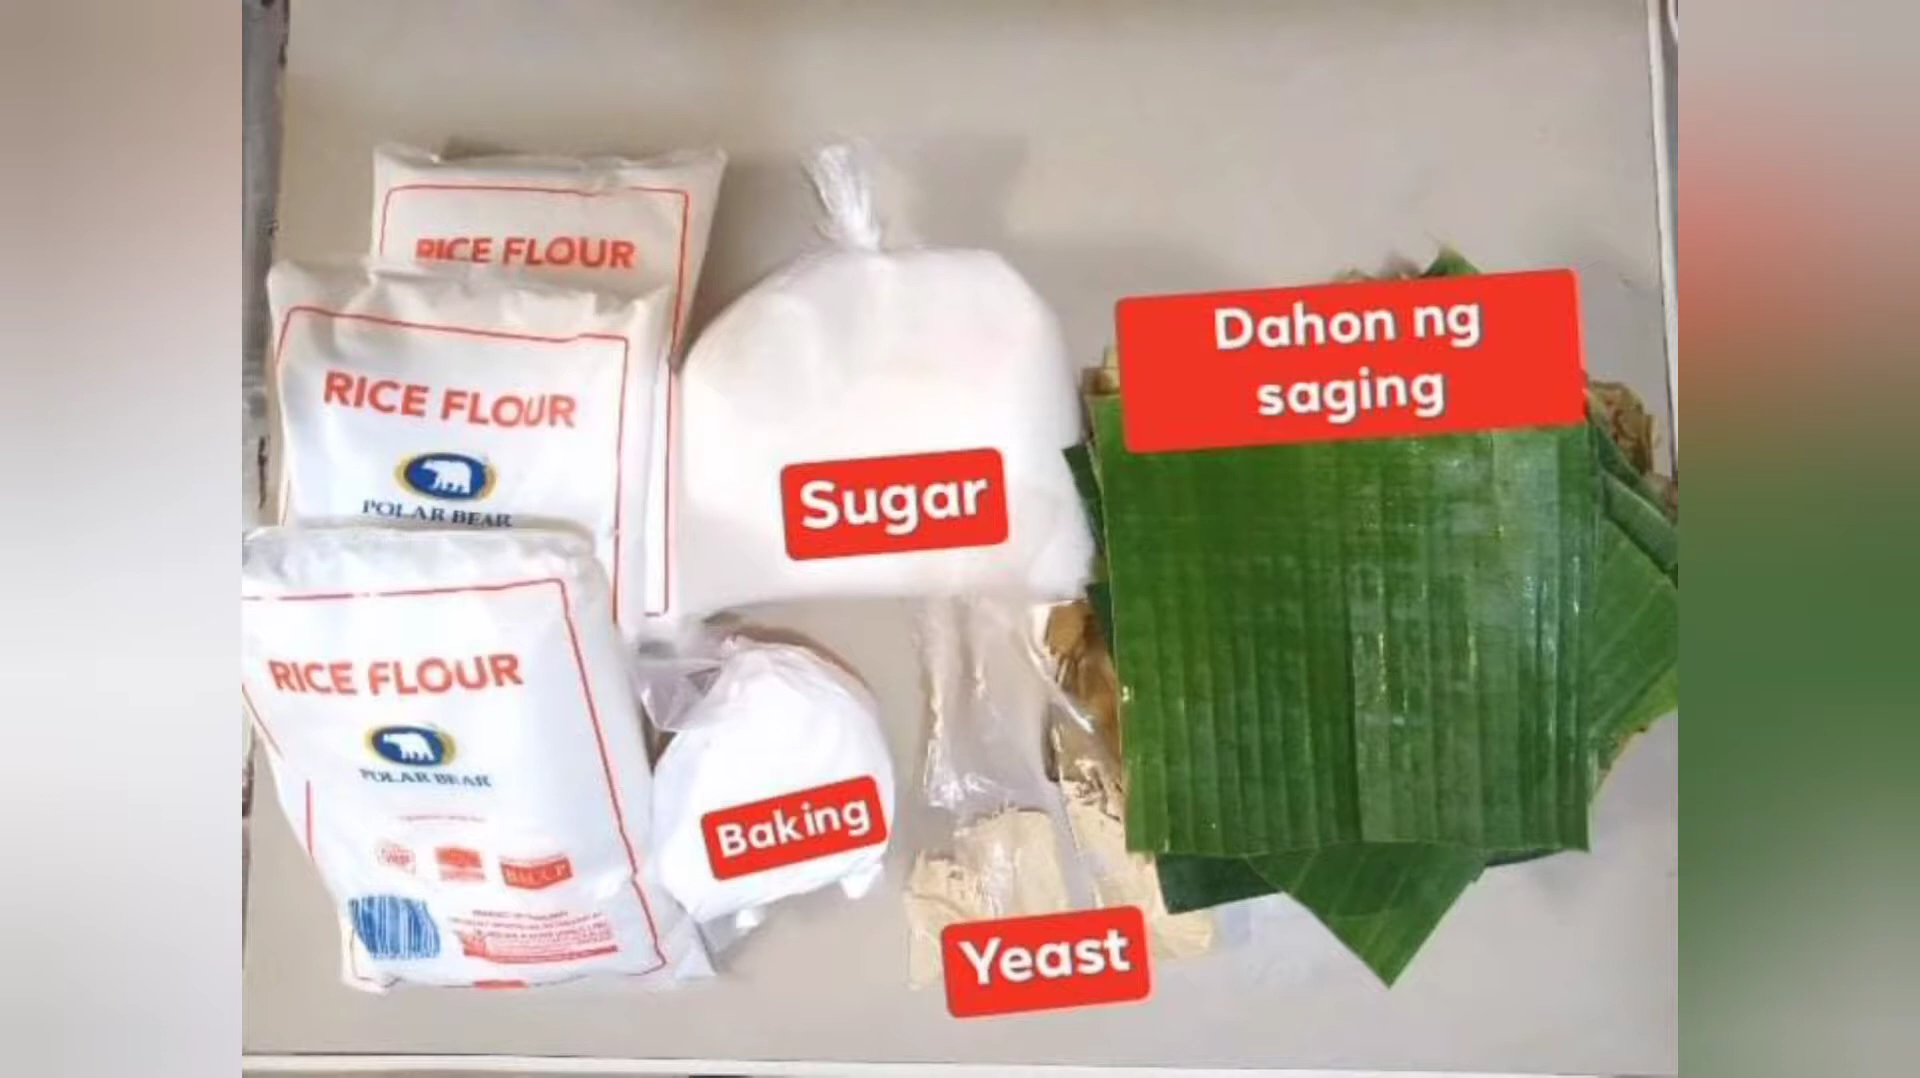 RICE FLOUR
RICE FLOUR
POLAR BEAR
RICE FLOUR
POLAR BEAR
Sugar
Baking
Yeast
Dahon ng
saging